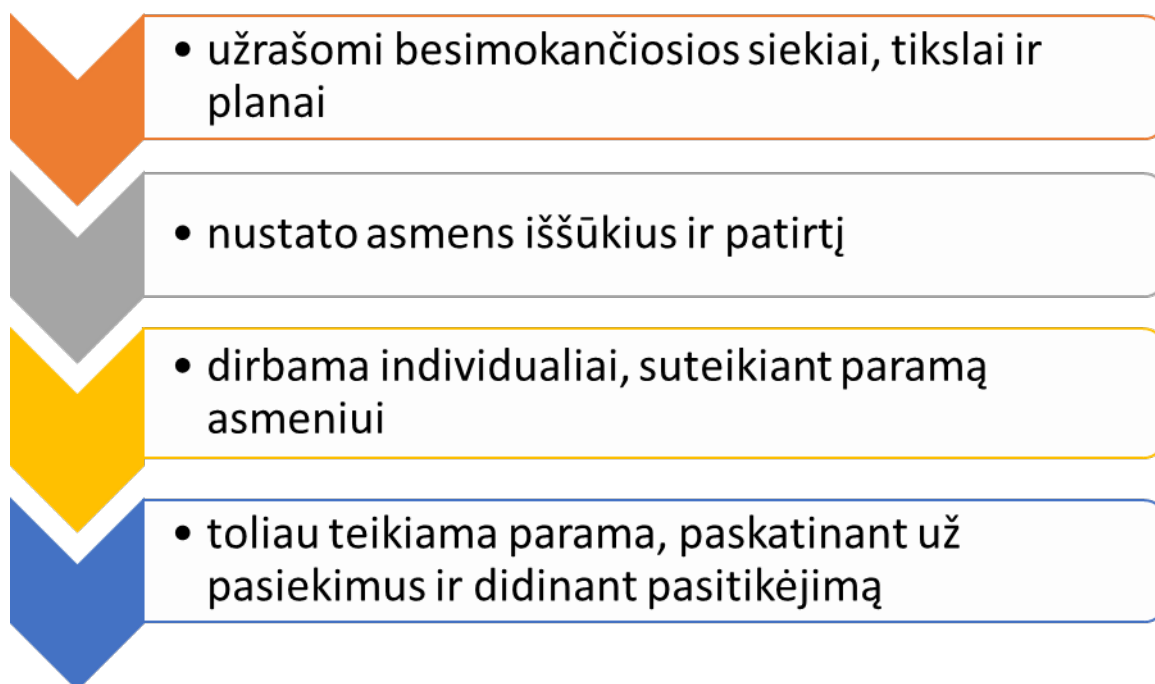 • užrašomi besimokančiosios siekiai, tikslai ir
planai
• nustato asmens iššūkius ir patirtį
• dirbama individualiai, suteikiant paramą
asmeniui
• toliau teikiama parama, paskatinant už
pasiekimus ir didinant pasitikėjimą